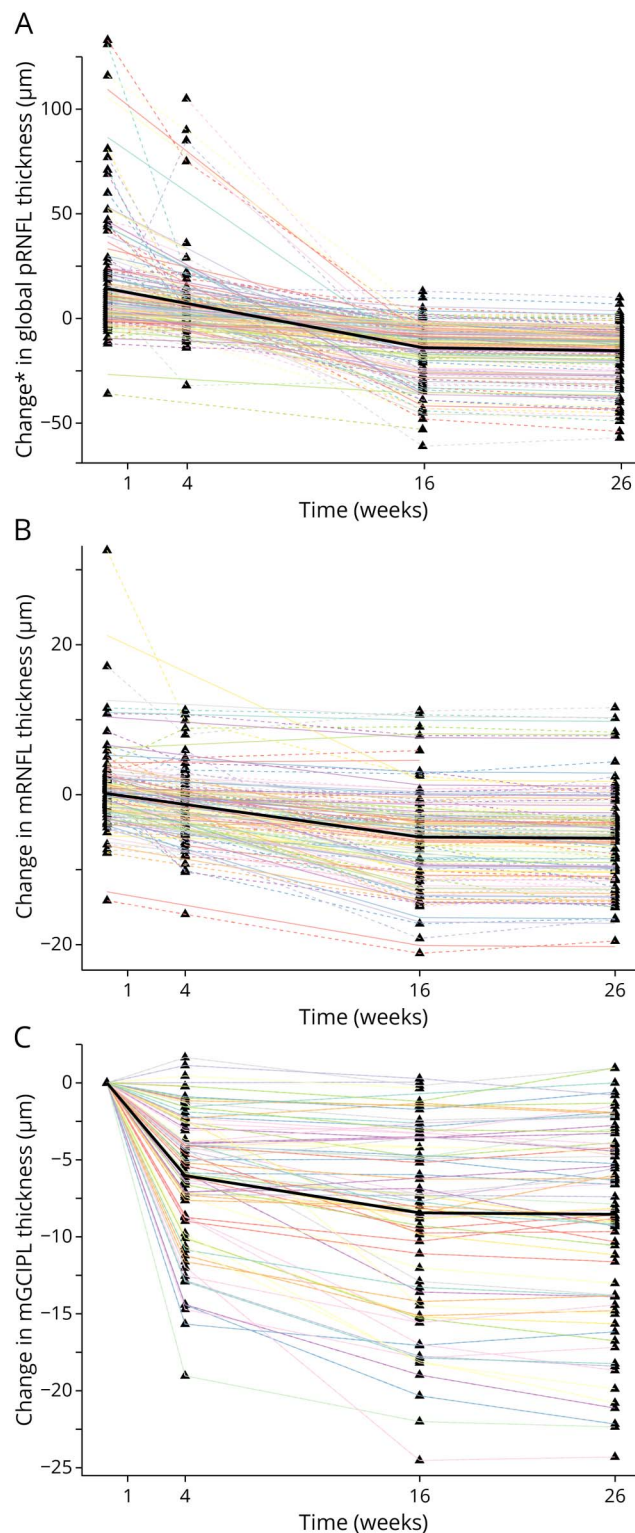 A
Change* in global pRNFL thickness (μm)
100
50
0
−50
1 4 16 26
Time (weeks)
B
Change in mRNFL thickness (μm)
20
0
−20
1 4 16 26
Time (weeks)
C
Change in mGCIPL thickness (μm)
0
−5
−10
−15
−20
−25
1 4 16 26
Time (weeks)